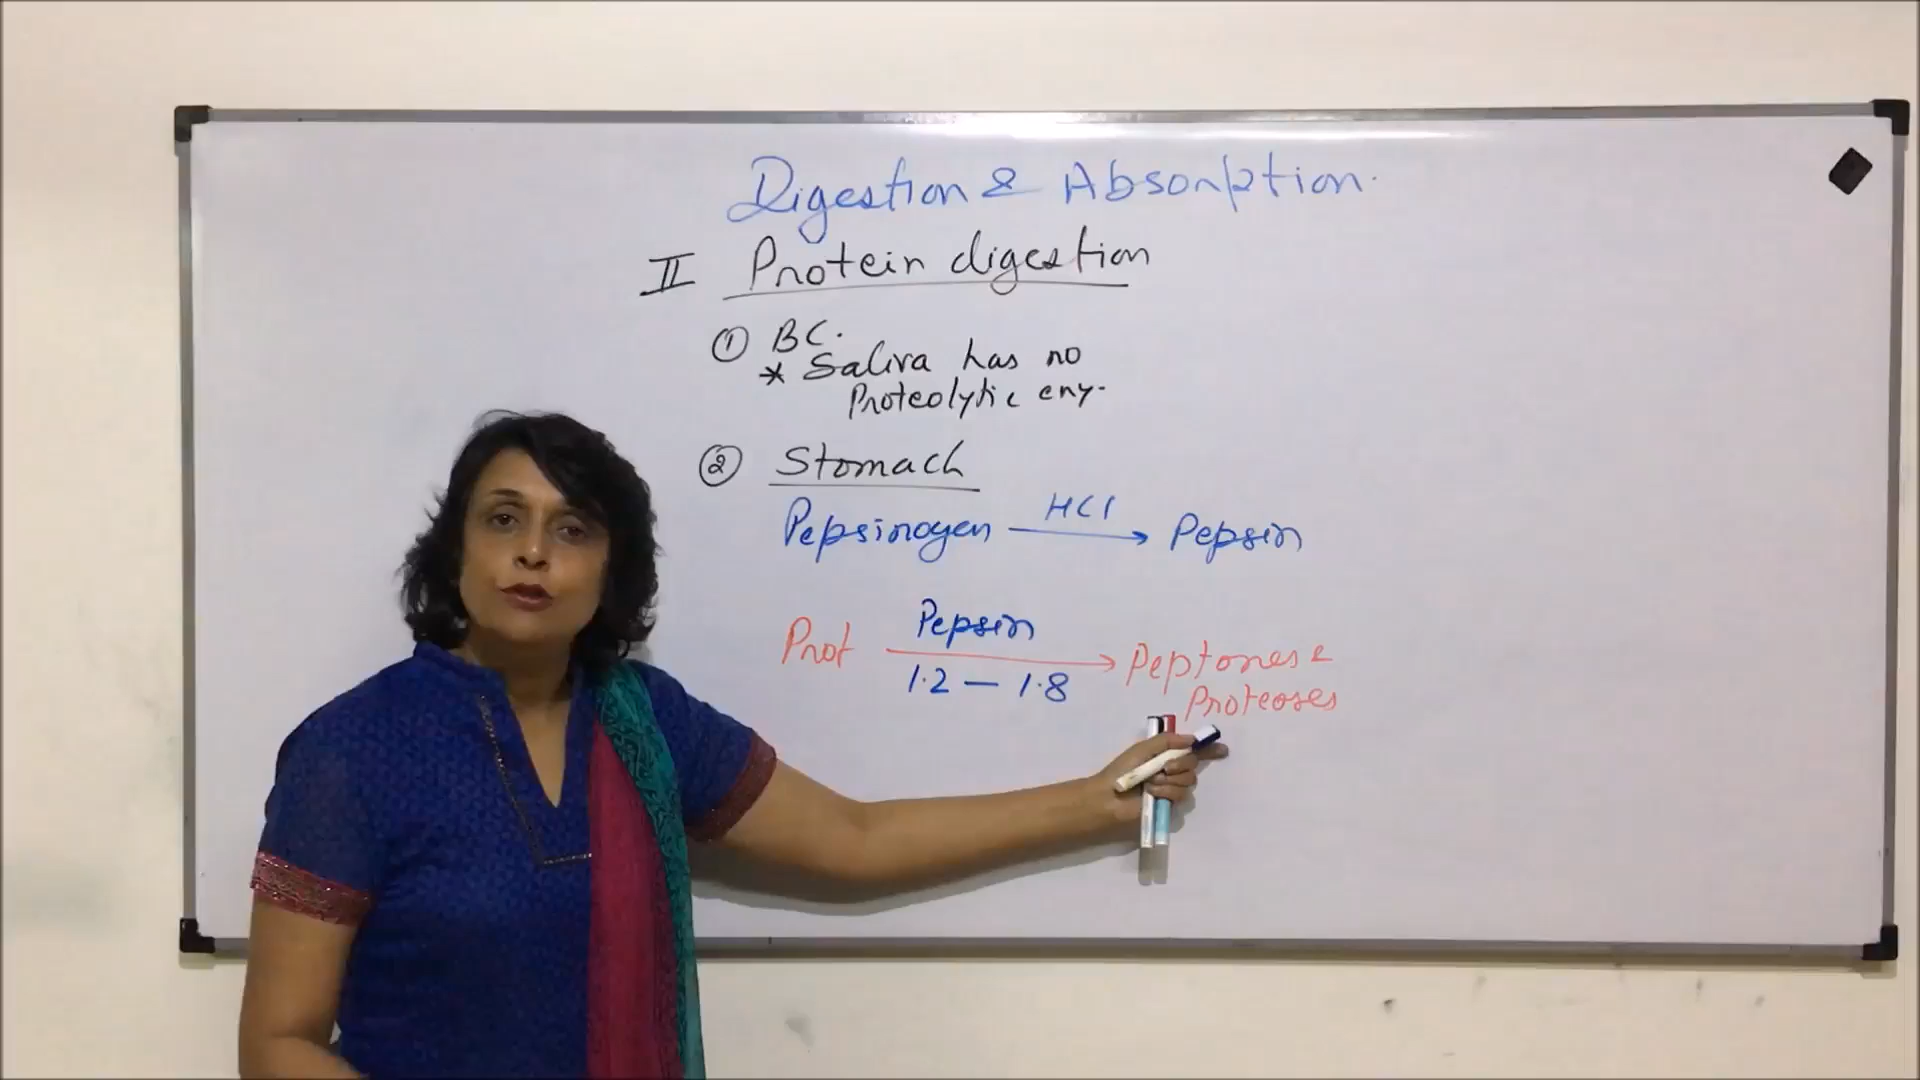 Digestion & Absorption.
II Protein digestion
① BC.
* Saliva has no
Proteolytic eny.
② Stomach
Pepsinogen HCl → Pepsin
Prot Pepsin → Peptones &
1.2 — 1.8 Proteoses